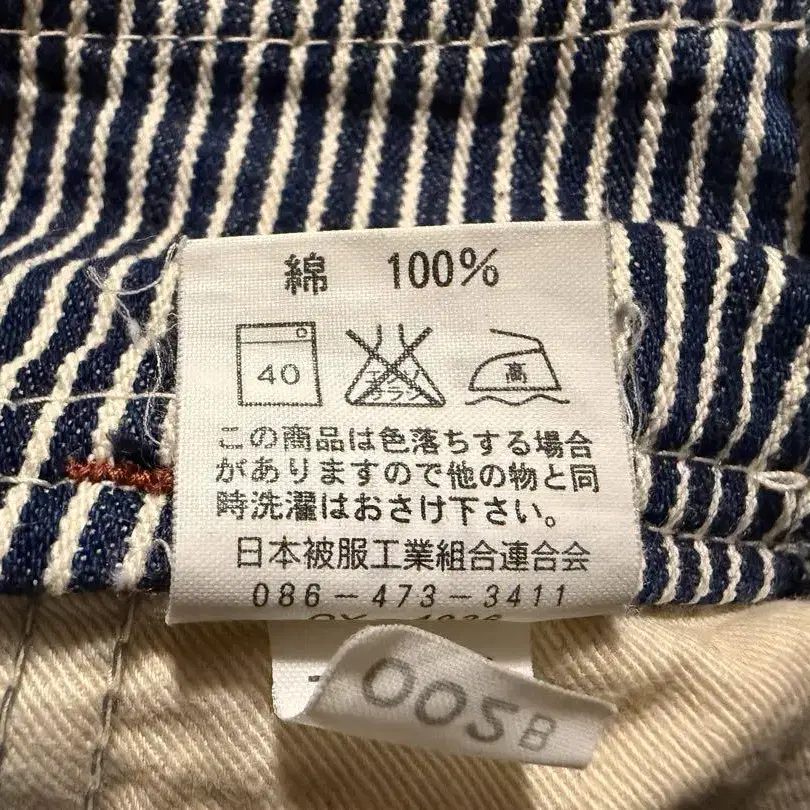 綿 100%
40
エンソ
サラシ
高
この商品は色落ちする場合
がありますので他の物と同
時洗濯はおさけ下さい。
日本被服工業組合連合会
086-473-3411
005B